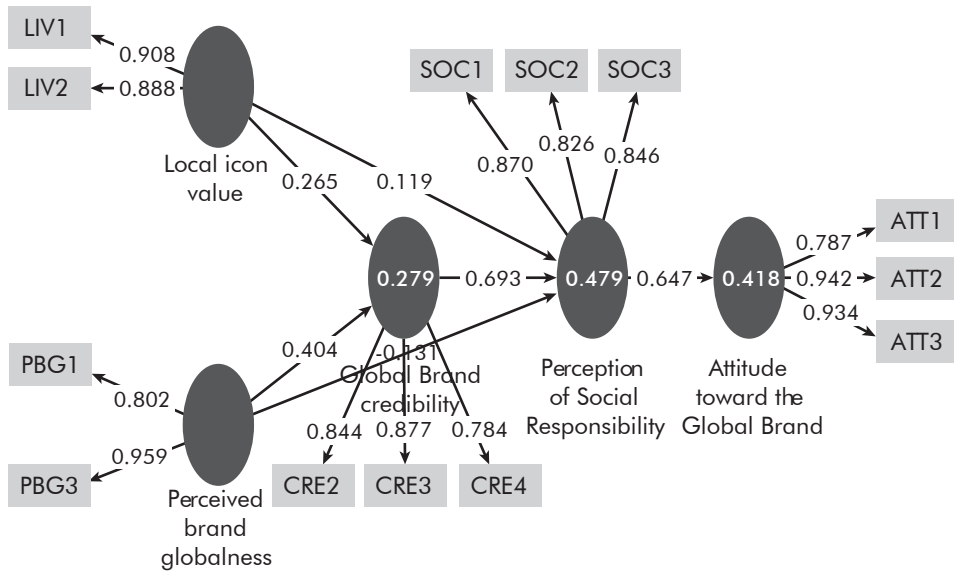 LIV1
0.908
LIV2
0.888
Local icon
value
0.265
0.119
SOC1
SOC2
SOC3
0.870
0.826
0.846
0.279
0.693
0.479
0.647
0.418
0.787
0.942
0.934
ATT1
ATT2
ATT3
PBG1
0.802
0.959
PBG3
0.404
-0.131
Global Brand
credibility
Perception
of Social
Responsibility
Attitude
toward the
Global Brand
0.844
0.877
0.784
CRE2
CRE3
CRE4
Perceived
brand
globalness